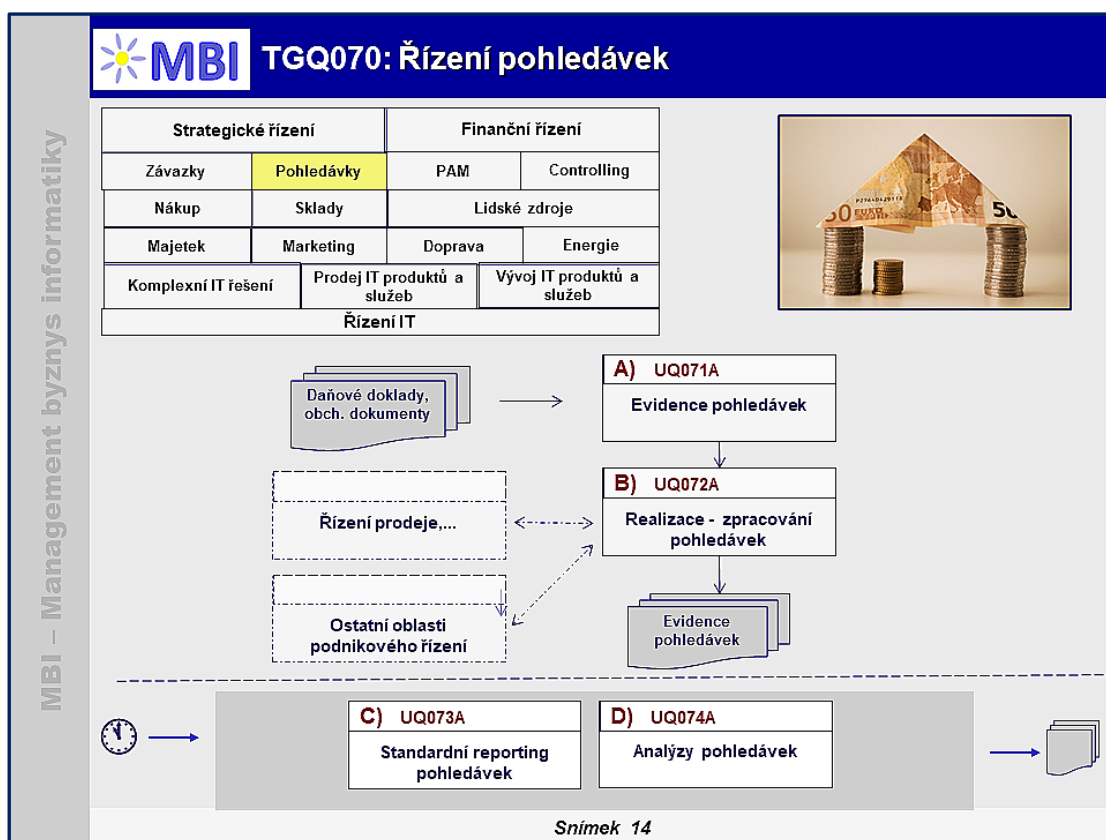 MBI – Management byznys informatiky
MBI
TGQ070: Řízení pohledávek
Strategické řízení
Finanční řízení
Závazky
Pohledávky
PAM
Controlling
Nákup
Sklady
Lidské zdroje
Majetek
Marketing
Doprava
Energie
Komplexní IT řešení
Prodej IT produktů a
služeb
Vývoj IT produktů a
služeb
Řízení IT
Daňové doklady,
obch. dokumenty
A) UQ071A
Evidence pohledávek
B) UQ072A
Realizace - zpracování
pohledávek
Řízení prodeje,...
Ostatní oblasti
podnikového řízení
Evidence
pohledávek
C) UQ073A
Standardní reporting
pohledávek
D) UQ074A
Analýzy pohledávek
Snímek 14